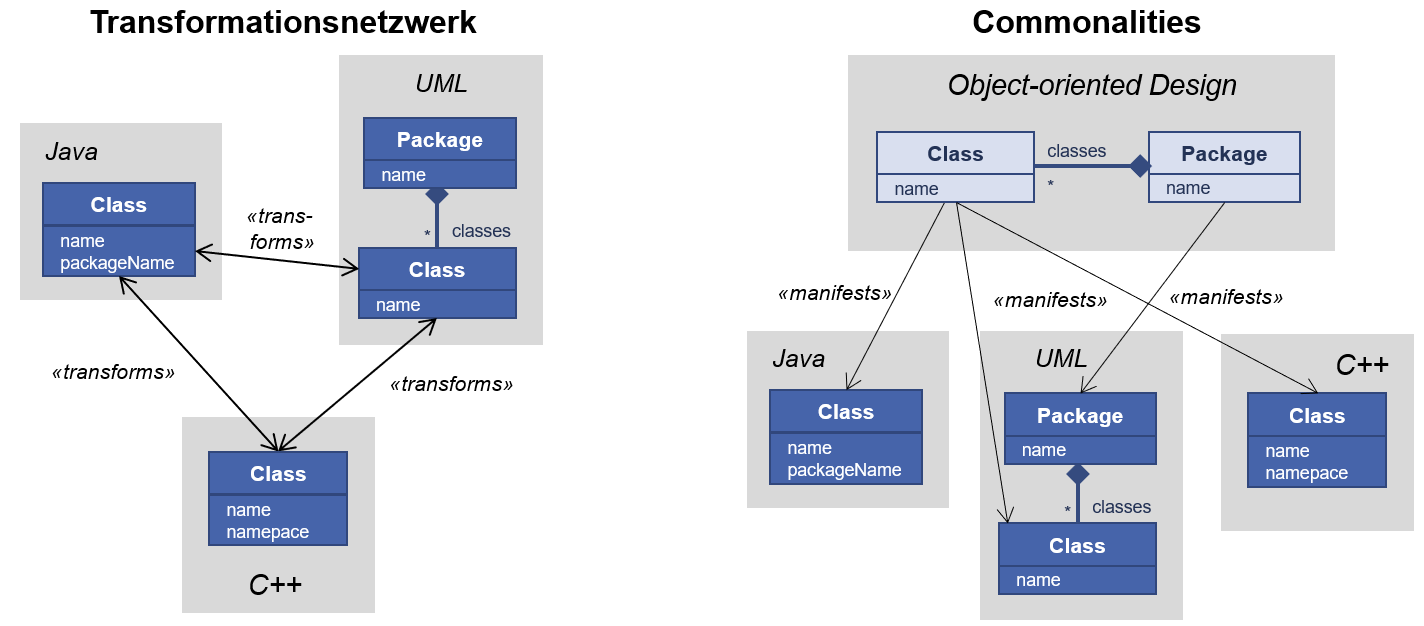 Transformationsnetzwerk
UML
Package
name
*
classes
Class
name
Java
Class
name
packageName
«trans-
forms»
«transforms»
«transforms»
Class
name
namepace
C++
Commonalities
Object-oriented Design
Class
name
classes
*
Package
name
«manifests»
«manifests»
«manifests»
Java
Class
name
packageName
UML
Package
name
*
classes
Class
name
C++
Class
name
namepace